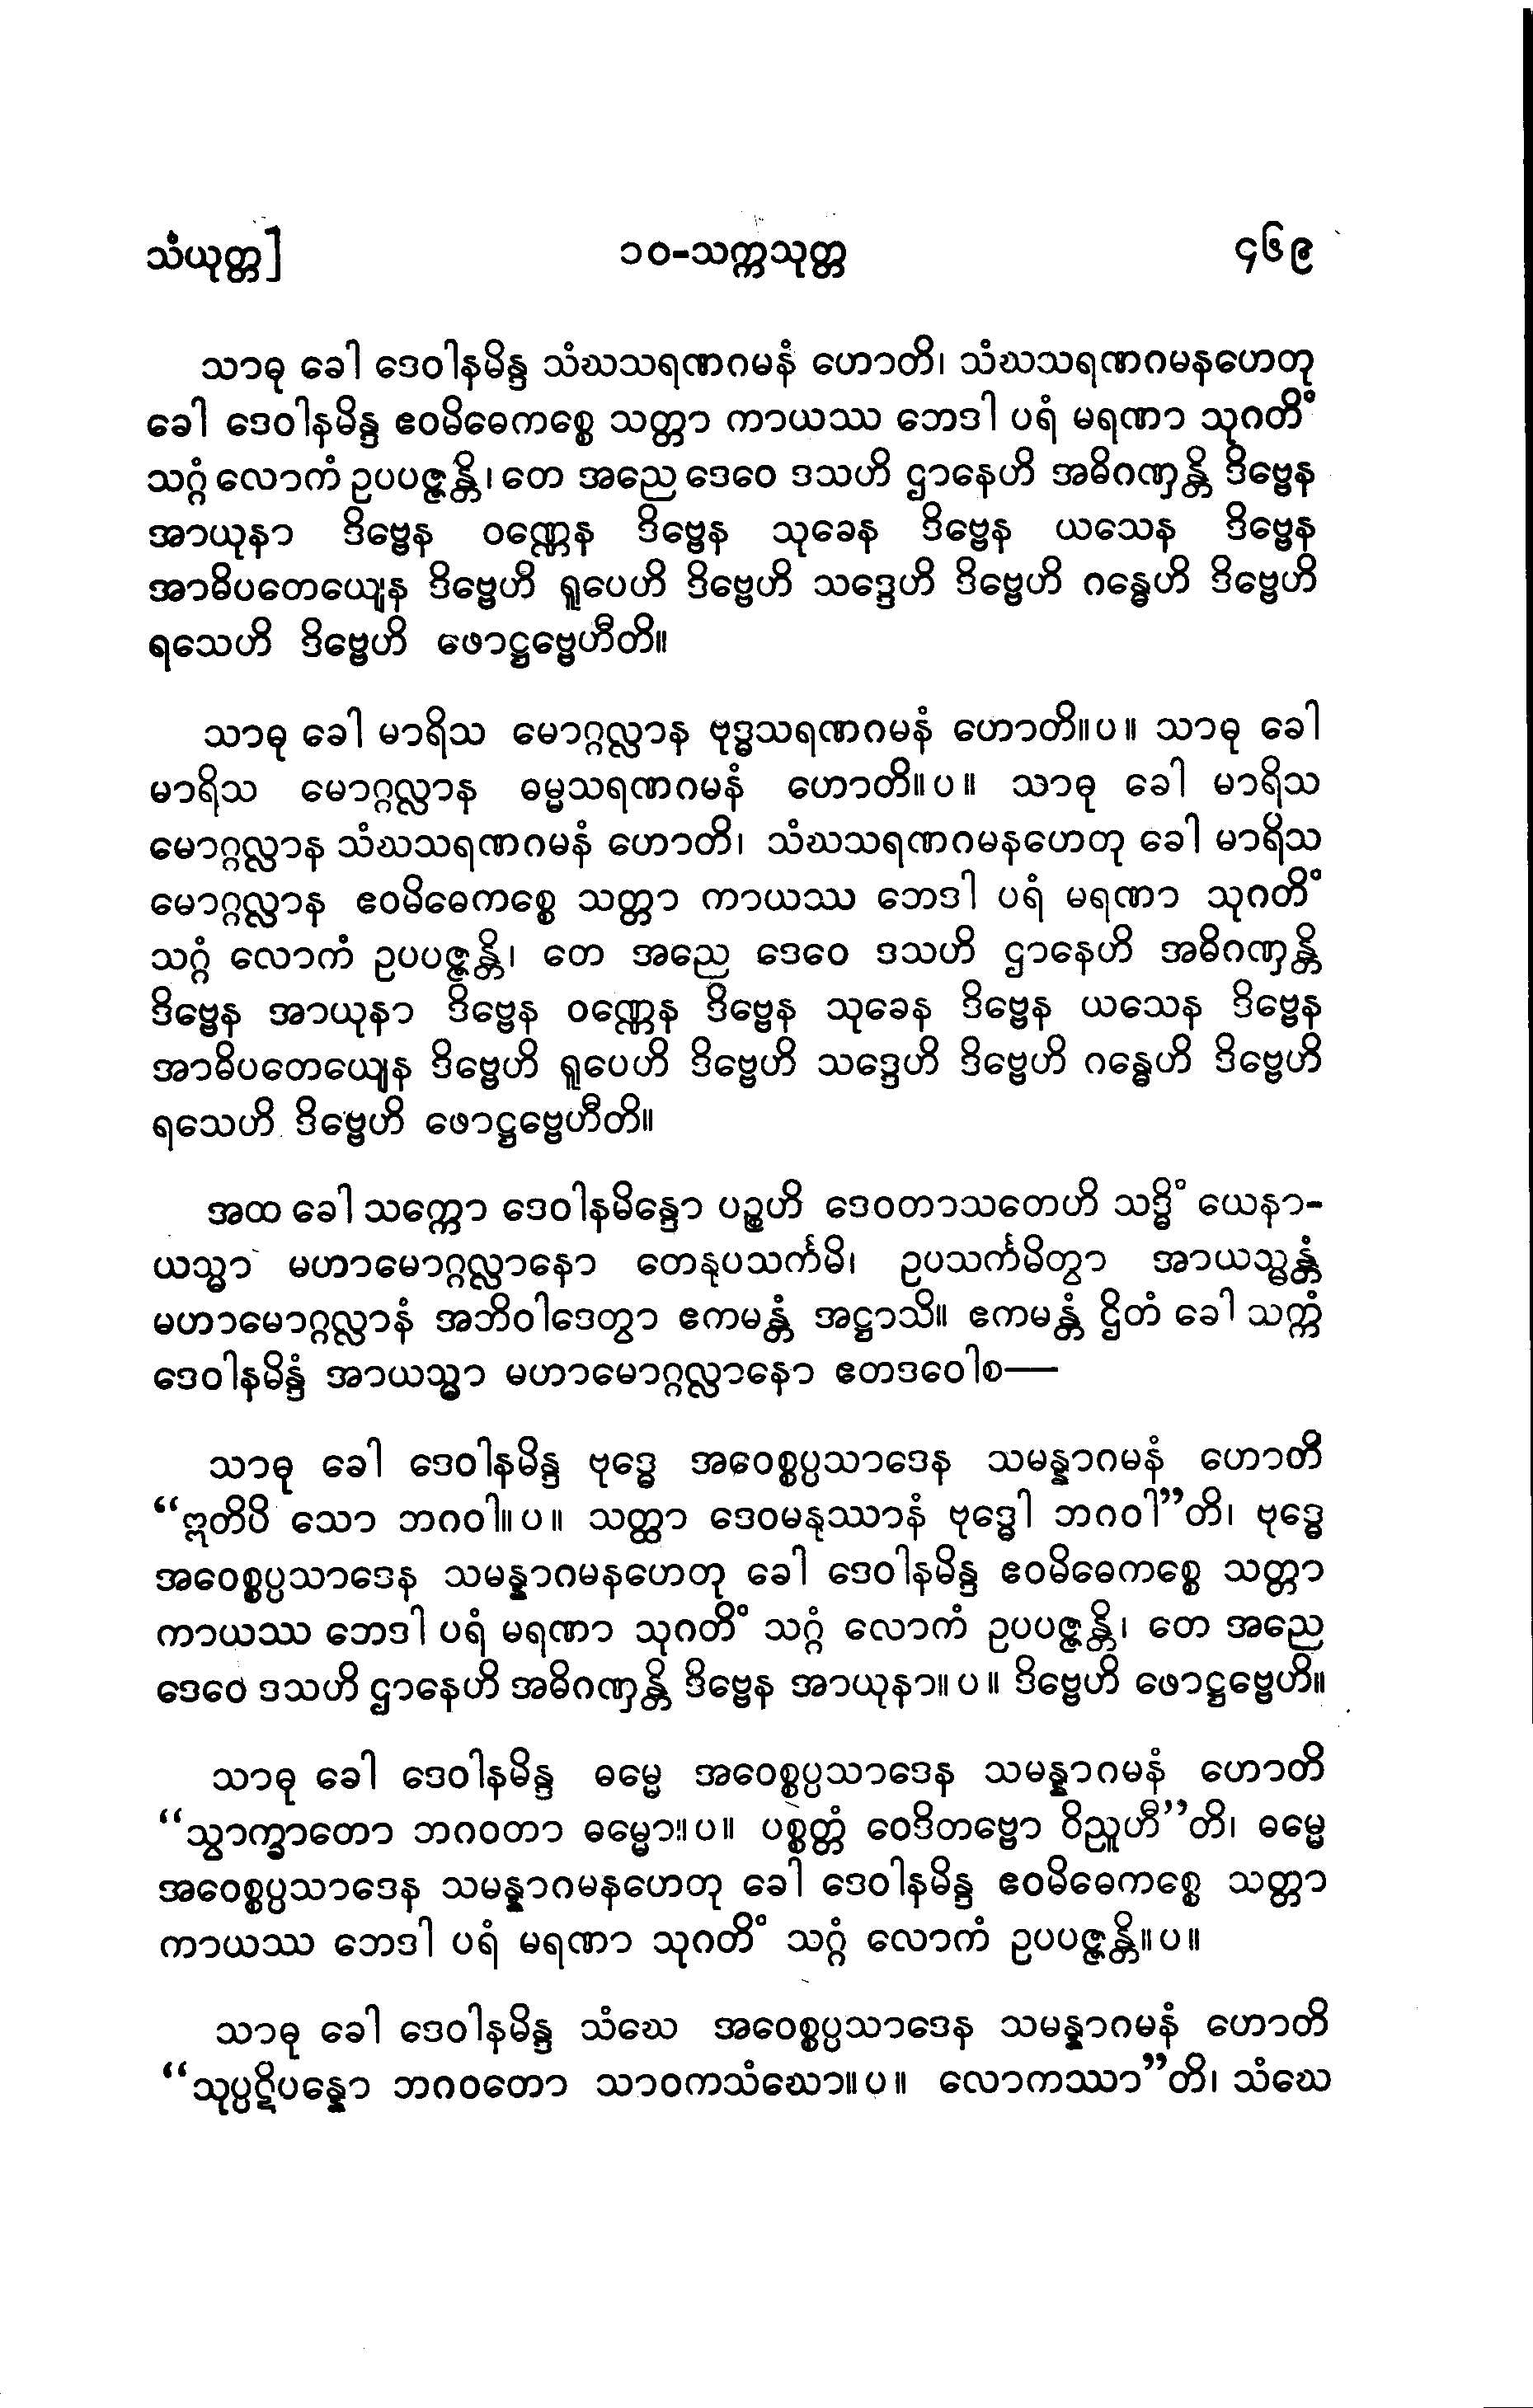 သံယုတ္တ]
၁၀-သက္ကသုတ္တ
၄၆၉
သာဓု ခေါ ဒေဝါနမိန္ဒ သံဃသရဏဂမနံ ဟောတိ၊ သံဃသရဏဂမနဟေတု
ခေါ ဒေဝါနမိန္ဒ ဧဝမိဓေကစ္စေ သတ္တာ ကာယဿ ဘေဒါ ပရံ မရဏာ သုဂတိံ
သဂ္ဂံ လောကံ ဥပပဇ္ဇန္တိ၊ တေ အညေ ဒေဝေ ဒသဟိ ဌာနေဟိ အဓိဂဏှန္တိ ဒိဗ္ဗေန
အာယုနာ ဒိဗ္ဗေန ဝဏ္ဏေန ဒိဗ္ဗေန သုခေန ဒိဗ္ဗေန ယသေန ဒိဗ္ဗေန
အာဓိပတေယျေန ဒိဗ္ဗေဟိ ရူပေဟိ ဒိဗ္ဗေဟိ သဒ္ဒေဟိ ဒိဗ္ဗေဟိ ဂန္ဓေဟိ ဒိဗ္ဗေဟိ
ရသေဟိ ဒိဗ္ဗေဟိ ဖောဋ္ဌဗ္ဗေဟီတိ။
သာဓု ခေါ မာရိသ မောဂ္ဂလ္လာန ဗုဒ္ဓသရဏဂမနံ ဟောတိ။ပ။ သာဓု ခေါ
မာရိသ မောဂ္ဂလ္လာန ဓမ္မသရဏဂမနံ ဟောတိ။ပ။ သာဓု ခေါ မာရိသ
မောဂ္ဂလ္လာန သံဃသရဏဂမနံ ဟောတိ၊ သံဃသရဏဂမနဟေတု ခေါ မာရိသ
မောဂ္ဂလ္လာန ဧဝမိဓေကစ္စေ သတ္တာ ကာယဿ ဘေဒါ ပရံ မရဏာ သုဂတိံ
သဂ္ဂံ လောကံ ဥပပဇ္ဇန္တိ၊ တေ အညေ ဒေဝေ ဒသဟိ ဌာနေဟိ အဓိဂဏှန္တိ
ဒိဗ္ဗေန အာယုနာ ဒိဗ္ဗေန ဝဏ္ဏေန ဒိဗ္ဗေန သုခေန ဒိဗ္ဗေန ယသေန ဒိဗ္ဗေန
အာဓိပတေယျေန ဒိဗ္ဗေဟိ ရူပေဟိ ဒိဗ္ဗေဟိ သဒ္ဒေဟိ ဒိဗ္ဗေဟိ ဂန္ဓေဟိ ဒိဗ္ဗေဟိ
ရသေဟိ ဒိဗ္ဗေဟိ ဖောဋ္ဌဗ္ဗေဟီတိ။
အထ ခေါ သက္ကော ဒေဝါနမိန္ဒော ပဉ္စဟိ ဒေဝတာသတေဟိ သဒ္ဓိံ ယေနာ-
ယသ္မာ မဟာမောဂ္ဂလ္လာနော တေနုပသင်္ကမိ၊ ဥပသင်္ကမိတွာ အာယသ္မန္တံ
မဟာမောဂ္ဂလ္လာနံ အဘိဝါဒေတွာ ဧကမန္တံ အဋ္ဌာသိ။ ဧကမန္တံ ဌိတံ ခေါ သက္ကံ
ဒေဝါနမိန္ဒံ အာယသ္မာ မဟာမောဂ္ဂလ္လာနော ဧတဒဝေါစ—
သာဓု ခေါ ဒေဝါနမိန္ဒ ဗုဒ္ဓေ အဝေစ္စပ္ပသာဒေန သမန္နာဂမနံ ဟောတိ
“ဣတိပိ သော ဘဂဝါ။ပ။ သတ္ထာ ဒေဝမနုဿာနံ ဗုဒ္ဓေါ ဘဂဝါ”တိ၊ ဗုဒ္ဓေ
အဝေစ္စပ္ပသာဒေန သမန္နာဂမနဟေတု ခေါ ဒေဝါနမိန္ဒ ဧဝမိဓေကစ္စေ သတ္တာ
ကာယဿ ဘေဒါ ပရံ မရဏာ သုဂတိံ သဂ္ဂံ လောကံ ဥပပဇ္ဇန္တိ၊ တေ အညေ
ဒေဝေ ဒသဟိ ဌာနေဟိ အဓိဂဏှန္တိ ဒိဗ္ဗေန အာယုနာ။ပ။ ဒိဗ္ဗေဟိ ဖောဋ္ဌဗ္ဗေဟိ။
သာဓု ခေါ ဒေဝါနမိန္ဒ ဓမ္မေ အဝေစ္စပ္ပသာဒေန သမန္နာဂမနံ ဟောတိ
“သွာက္ခာတော ဘဂဝတာ ဓမ္မော။ပ။ ပစ္စတ္တံ ဝေဒိတဗ္ဗော ဝိညူဟီ”တိ၊ ဓမ္မေ
အဝေစ္စပ္ပသာဒေန သမန္နာဂမနဟေတု ခေါ ဒေဝါနမိန္ဒ ဧဝမိဓေကစ္စေ သတ္တာ
ကာယဿ ဘေဒါ ပရံ မရဏာ သုဂတိံ သဂ္ဂံ လောကံ ဥပပဇ္ဇန္တိ။ပ။
သာဓု ခေါ ဒေဝါနမိန္ဒ သံဃေ အဝေစ္စပ္ပသာဒေန သမန္နာဂမနံ ဟောတိ
“သုပ္ပဋိပန္နော ဘဂဝတော သာဝကသံဃော။ပ။ လောကဿာ”တိ၊ သံဃေ